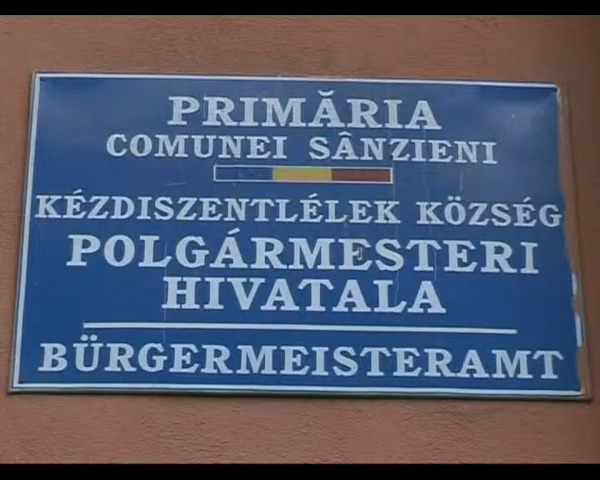 PRIMĂRIA
COMUNEI SÂNZIENI
KÉZDISZENTLÉLEK KÖZSÉG
POLGÁRMESTERI
HIVATALA
BÜRGERMEISTERAMT